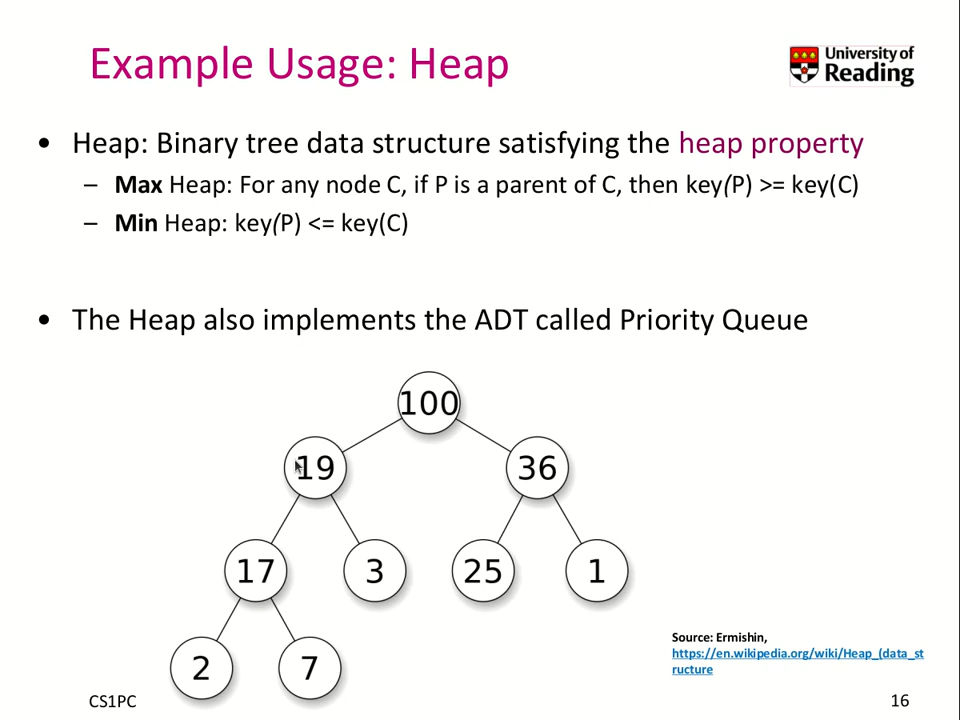 Example Usage: Heap
University of
Reading
• Heap: Binary tree data structure satisfying the heap property
– Max Heap: For any node C, if P is a parent of C, then key(P) >= key(C)
– Min Heap: key(P) <= key(C)
• The Heap also implements the ADT called Priority Queue
100
19
36
17
3
25
1
2
7
Source: Ermishin,
https://en.wikipedia.org/wiki/Heap_(data_st
ructure
CS1PC
16